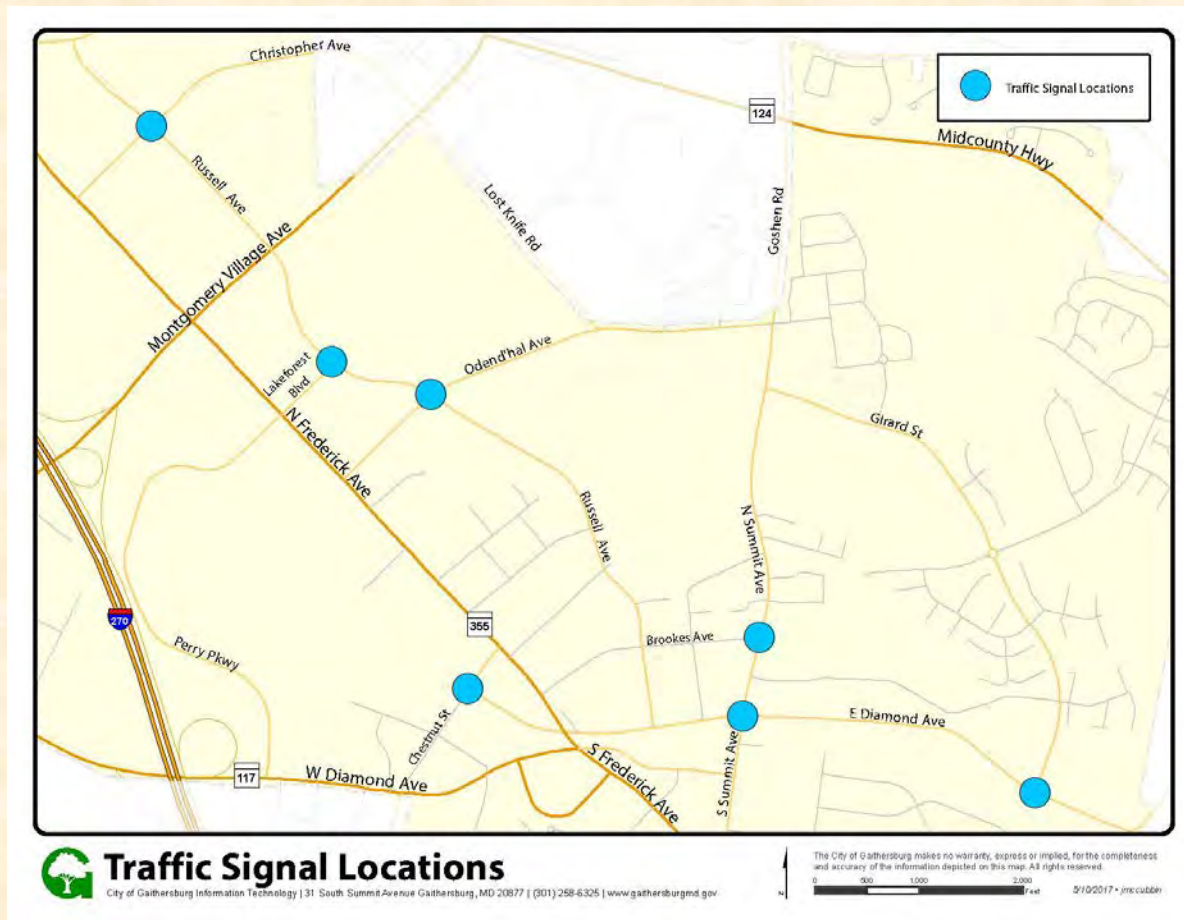 Christopher Ave
Traffic Signal Locations
124
Midcounty Hwy
Russell Ave
Lost Knife Rd
Goshen Rd
Montgomery Village Ave
Lakeforest
Blvd
Odend'hal Ave
N Frederick Ave
Girard St
Russell Ave
N Summit Ave
270
355
Brookes Ave
Perry Pkwy
Chestnut St
E Diamond Ave
117
W Diamond Ave
S Frederick Ave
S Summit Ave
Traffic Signal Locations
City of Gaithersburg Information Technology | 31 South Summit Avenue Gaithersburg, MD 20877 | (301) 258-6325 | www.gaithersburgmd.gov
N
The City of Gaithersburg makes no warranty, express or implied, for the completeness
and accuracy of the information depicted on this map. All rights reserved.
0 500 1,000 2,000
Feet
5/10/2017 • jmccubbin